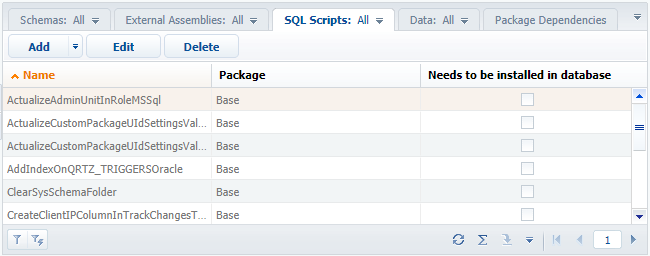 Schemas: All External Assemblies: All SQL Scripts: All Data: All Package Dependencies
Add Edit Delete
Name Package Needs to be installed in database
ActualizeAdminUnitInRoleMSSql Base
ActualizeCustomPackageUIdSettingsVal... Base
ActualizeCustomPackageUIdSettingsVal... Base
AddIndexOnQRTZ_TRIGGERSOracle Base
ClearSysSchemaFolder Base
CreateClientIPColumnInTrackChangesT... Base
1